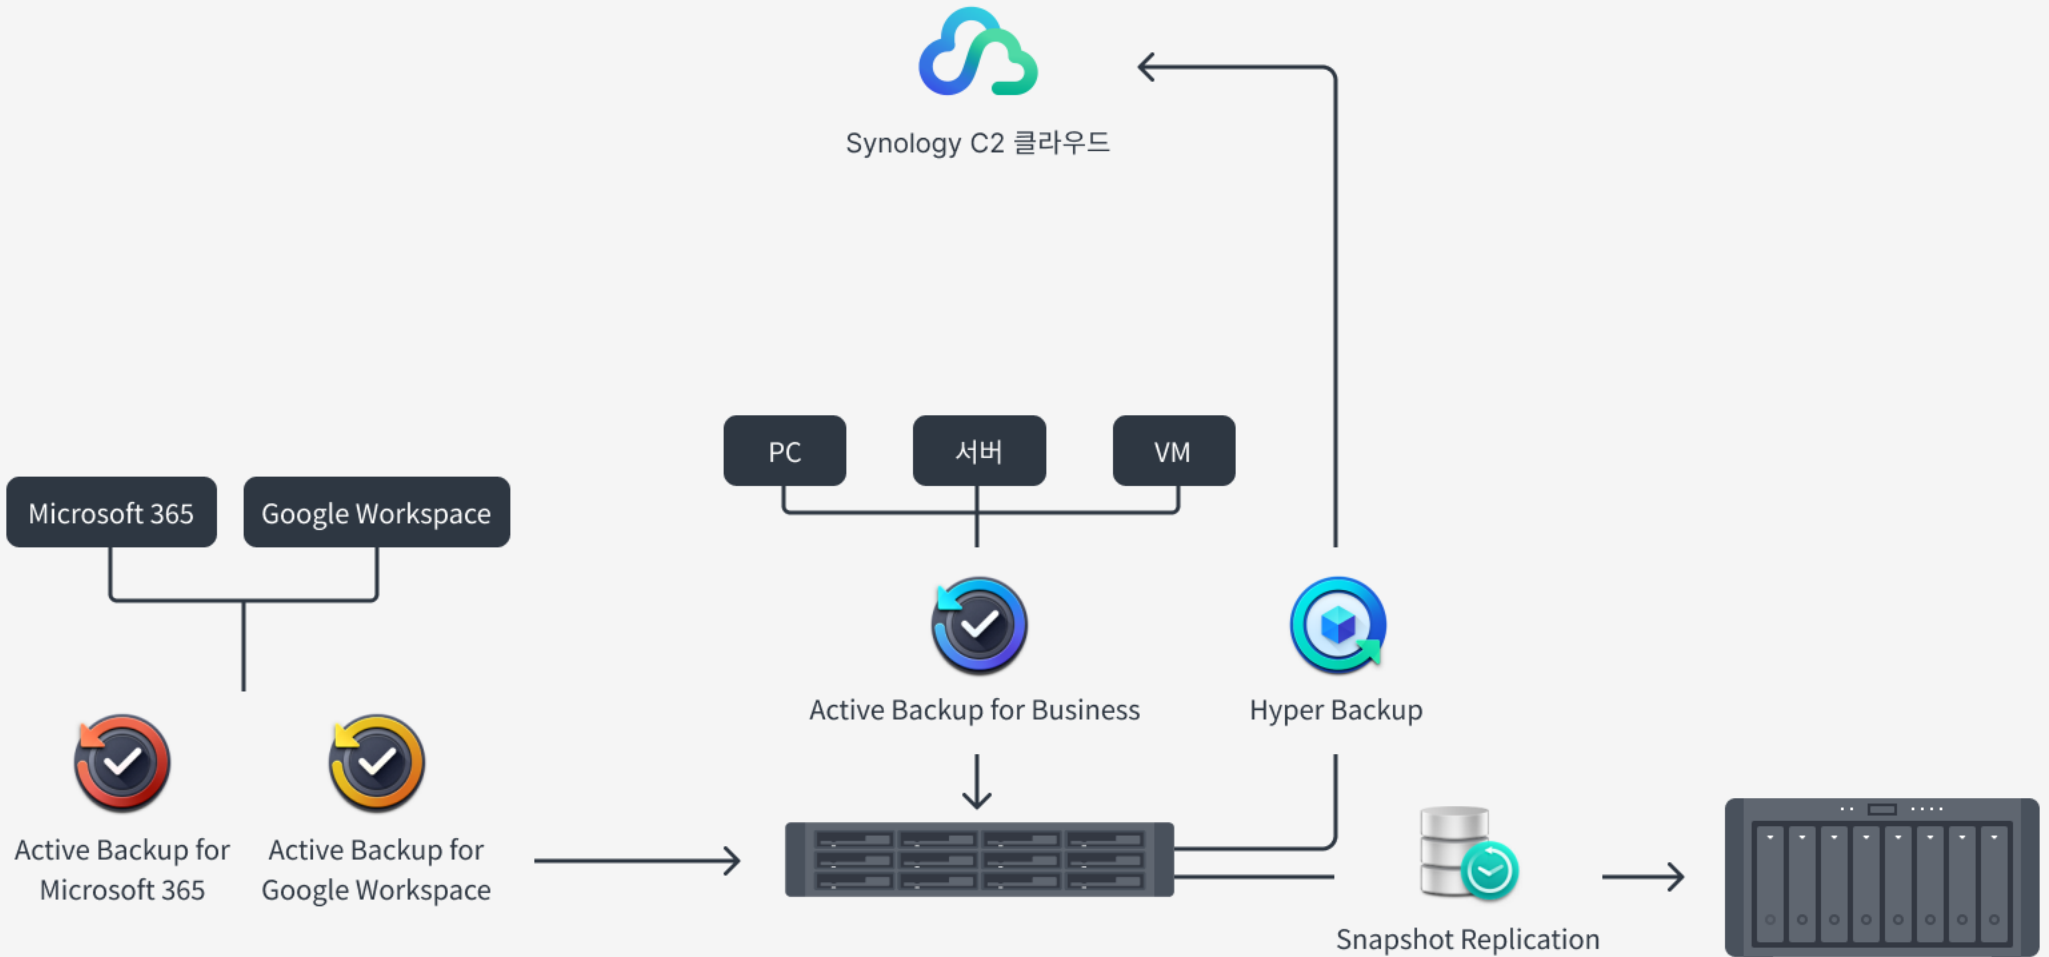 Synology C2 클라우드
PC
서버
VM
Microsoft 365
Google Workspace
Active Backup for Business
Hyper Backup
Active Backup for
Microsoft 365
Active Backup for
Google Workspace
Snapshot Replication